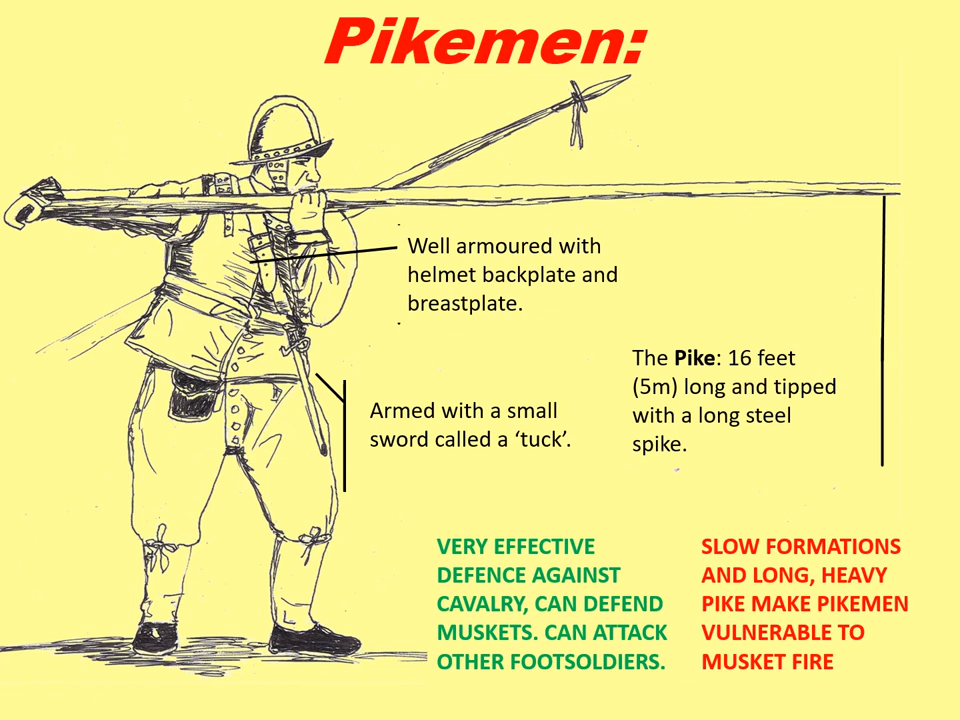 Pikemen:
Well armoured with
helmet backplate and
breastplate.
The Pike: 16 feet
(5m) long and tipped
with a long steel
spike.
Armed with a small
sword called a ‘tuck’.
VERY EFFECTIVE
DEFENCE AGAINST
CAVALRY, CAN DEFEND
MUSKETS. CAN ATTACK
OTHER FOOTSOLDIERS.
SLOW FORMATIONS
AND LONG, HEAVY
PIKE MAKE PIKEMEN
VULNERABLE TO
MUSKET FIRE